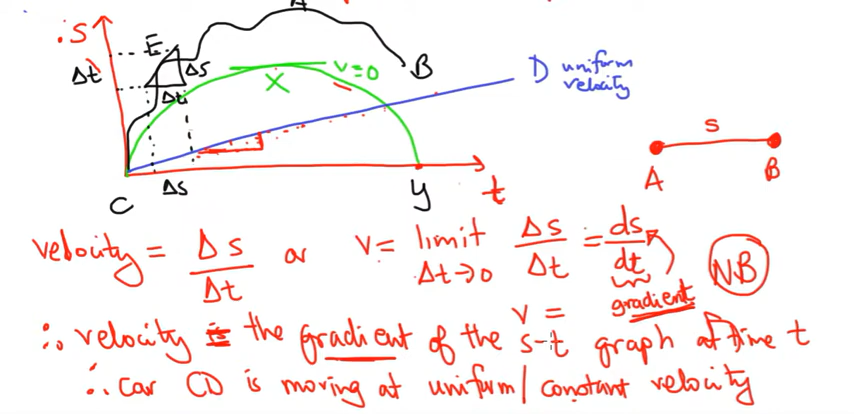 A
.S
E
Δt
Δs
Δt
X
v=0
B
D uniform
velocity
C
Δs
y
t
S
A
B
velocity = Δs/Δt or v = limit Δt→0 Δs/Δt = ds/dt
NB
gradient
v =
∴ velocity is the gradient of the s-t graph at time t
∴ car CD is moving at uniform/constant velocity